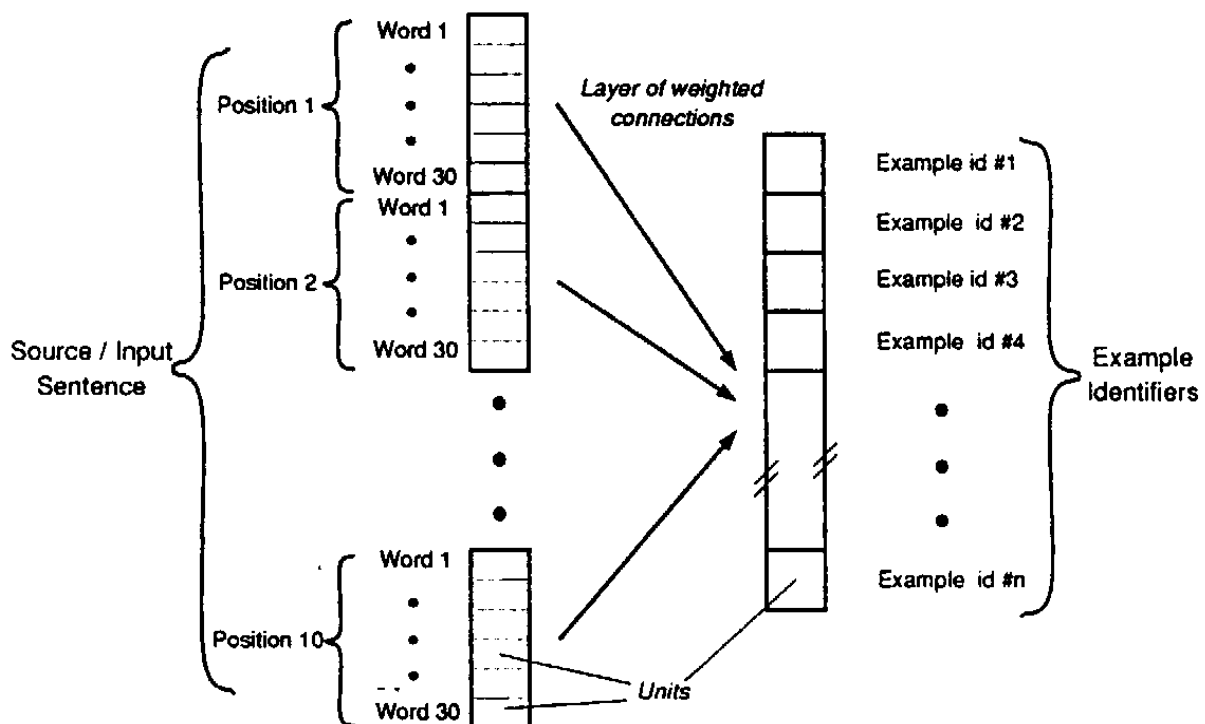 Word 1
Position 1
Word 30
Word 1
Position 2
Word 30
Source / Input
Sentence
Word 1
Position 10
Word 30
Layer of weighted
connections
Units
Example id #1
Example id #2
Example id #3
Example id #4
Example id #n
Example
Identifiers